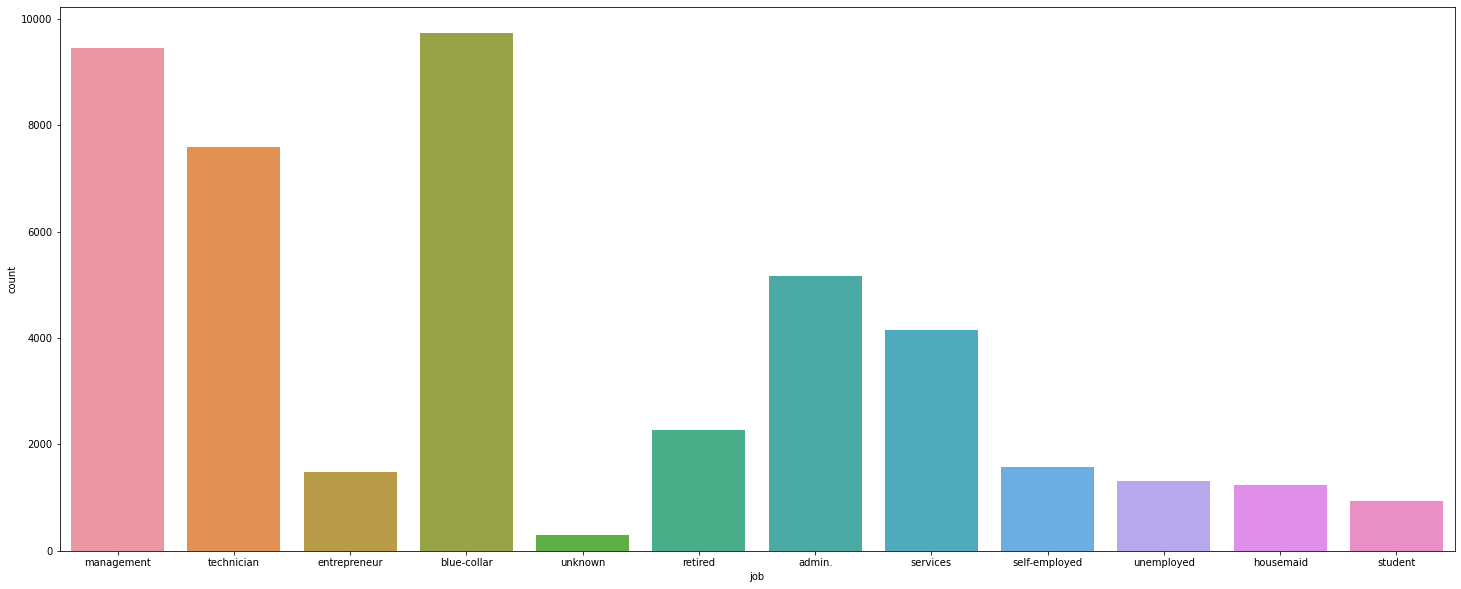 10000
8000
6000
4000
2000
0
count
management technician entrepreneur blue-collar unknown retired admin. services self-employed unemployed housemaid student
job